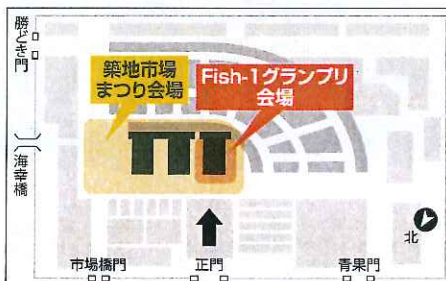 勝どき門
築地市場
まつり会場
Fish-1グランプリ
会場
海幸橋
北
市場橋門
正門
青果門